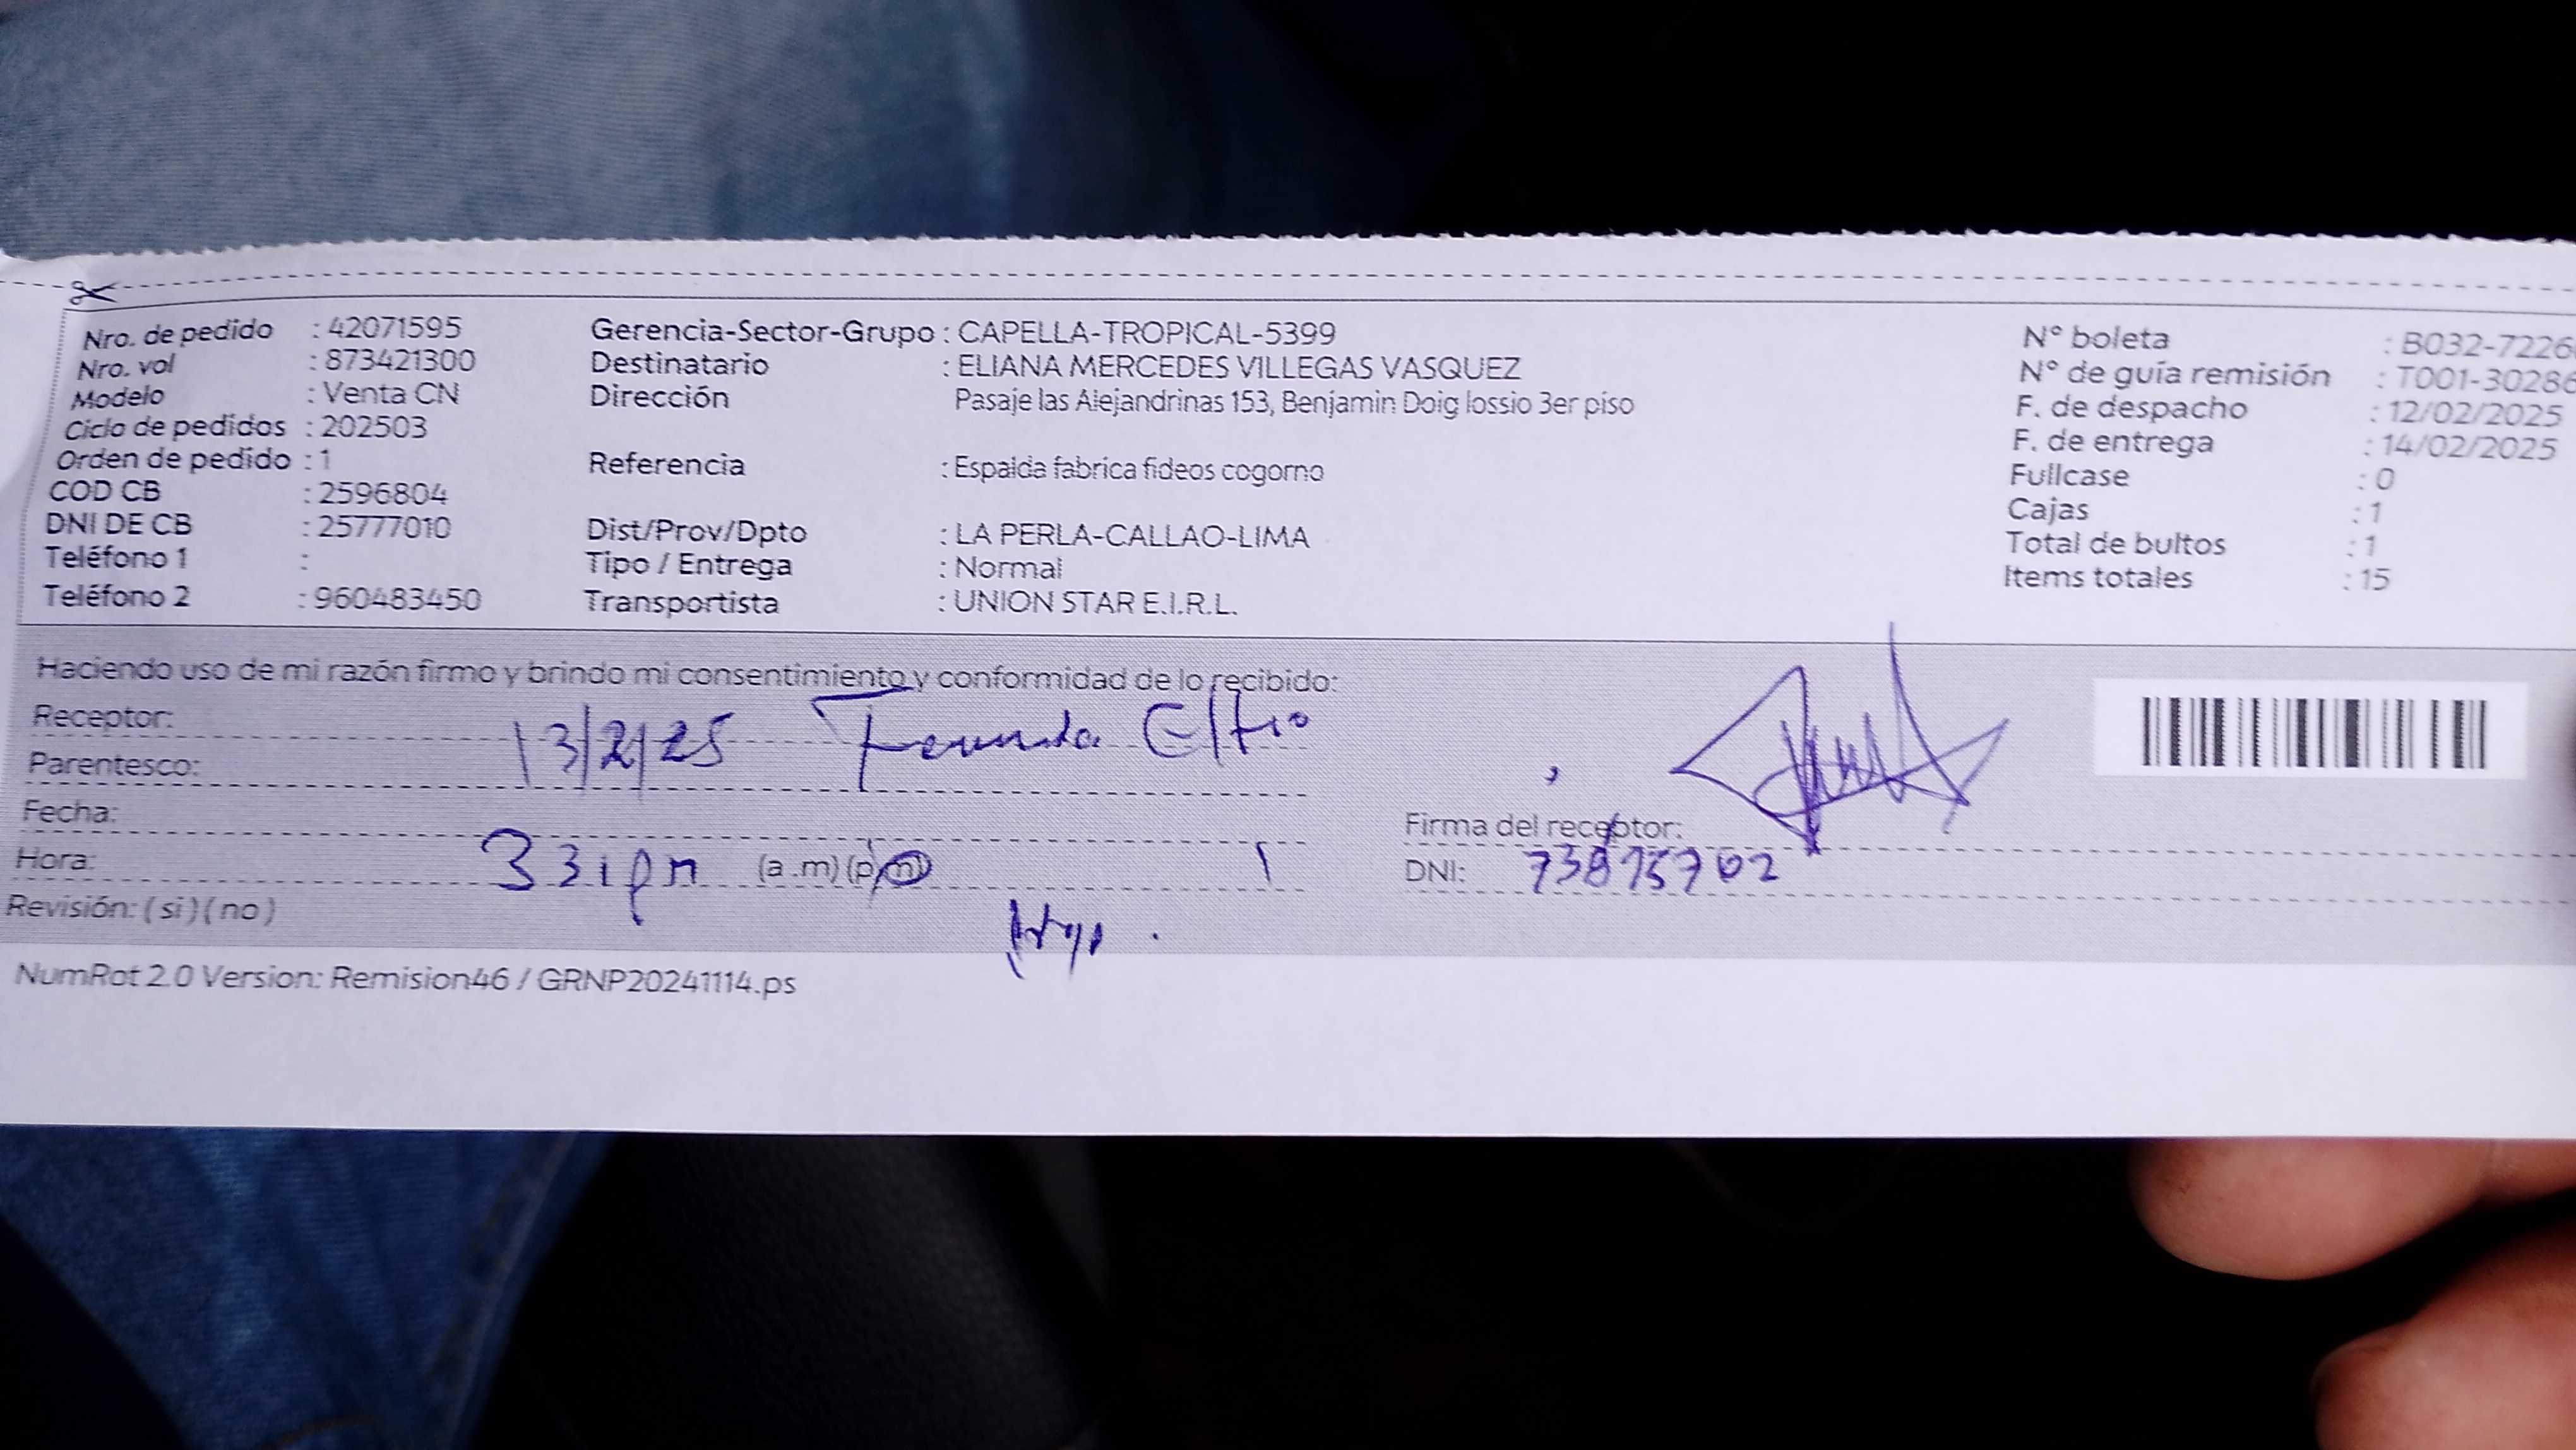 Nro. de pedido : 42071595
Nro. vol : 873421300
Modelo : Venta CN
Ciclo de pedidos : 202503
Orden de pedido : 1
COD CB : 2596804
DNI DE CB : 25777010
Teléfono 1 :
Teléfono 2 : 960483450
Gerencia-Sector-Grupo : CAPELLA-TROPICAL-5399
Destinatario : ELIANA MERCEDES VILLEGAS VASQUEZ
Dirección Pasaje las Alejandrinas 153, Benjamin Doig lossio 3er piso
Referencia : Espalda fabrica fideos cogorno
Dist/Prov/Dpto : LA PERLA-CALLAO-LIMA
Tipo / Entrega : Normal
Transportista : UNION STAR E.I.R.L.
N° boleta : B032-7226
N° de guía remisión : T001-30286
F. de despacho : 12/02/2025
F. de entrega : 14/02/2025
Fullcase : 0
Cajas : 1
Total de bultos : 1
Items totales : 15
Haciendo uso de mi razón firmo y brindo mi consentimiento y conformidad de lo recibido:
Receptor:
13/2/25
Parentesco:
Fecha:
Hora: 331pm (a.m) (p.m)
Revisión: ( si ) ( no )
Firma del receptor:
DNI:
NumRot 2.0 Version: Remision46 / GRNP20241114.ps